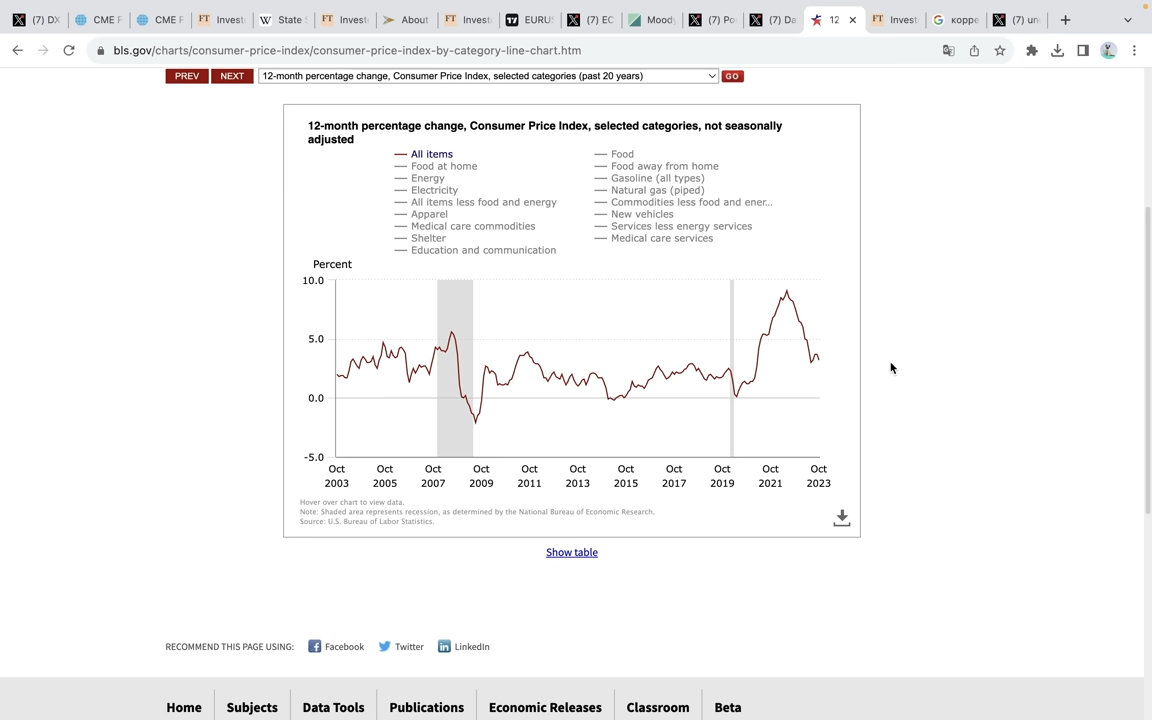 (7) DX
CME F
CME F
Invest
State
Invest
About
Invest
EURUS
(7) EC
Mood
(7) Po
(7) Da
12
Invest
корре
(7) un
bls.gov/charts/consumer-price-index/consumer-price-index-by-category-line-chart.htm
PREV NEXT 12-month percentage change, Consumer Price Index, selected categories (past 20 years) GO
12-month percentage change, Consumer Price Index, selected categories, not seasonally
adjusted
All items Food
Food at home Food away from home
Energy Gasoline (all types)
Electricity Natural gas (piped)
All items less food and energy Commodities less food and ener...
Apparel New vehicles
Medical care commodities Services less energy services
Shelter Medical care services
Education and communication
Percent
10.0
5.0
0.0
-5.0
Oct Oct Oct Oct Oct Oct Oct Oct Oct Oct Oct
2003 2005 2007 2009 2011 2013 2015 2017 2019 2021 2023
Hover over chart to view data.
Note: Shaded area represents recession, as determined by the National Bureau of Economic Research.
Source: U.S. Bureau of Labor Statistics.
Show table
RECOMMEND THIS PAGE USING: Facebook Twitter LinkedIn
Home Subjects Data Tools Publications Economic Releases Classroom Beta